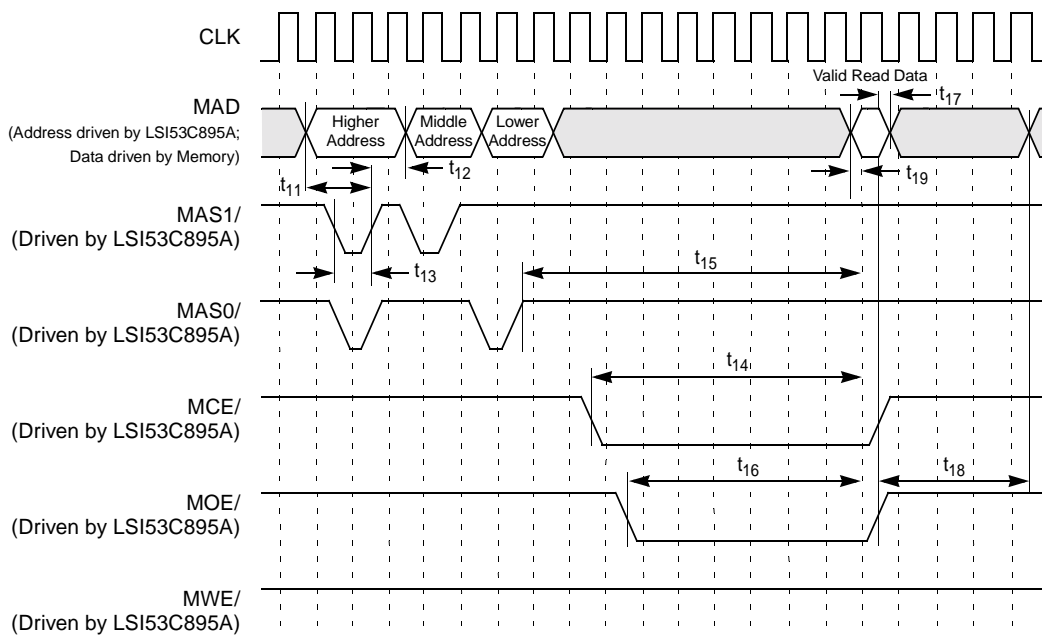 CLK
Valid Read Data
t17
MAD
(Address driven by LSI53C895A;
Data driven by Memory)
Higher
Address
Middle
Address
Lower
Address
t12
t19
t11
MAS1/
(Driven by LSI53C895A)
t13
t15
MAS0/
(Driven by LSI53C895A)
t14
MCE/
(Driven by LSI53C895A)
t16
t18
MOE/
(Driven by LSI53C895A)
MWE/
(Driven by LSI53C895A)